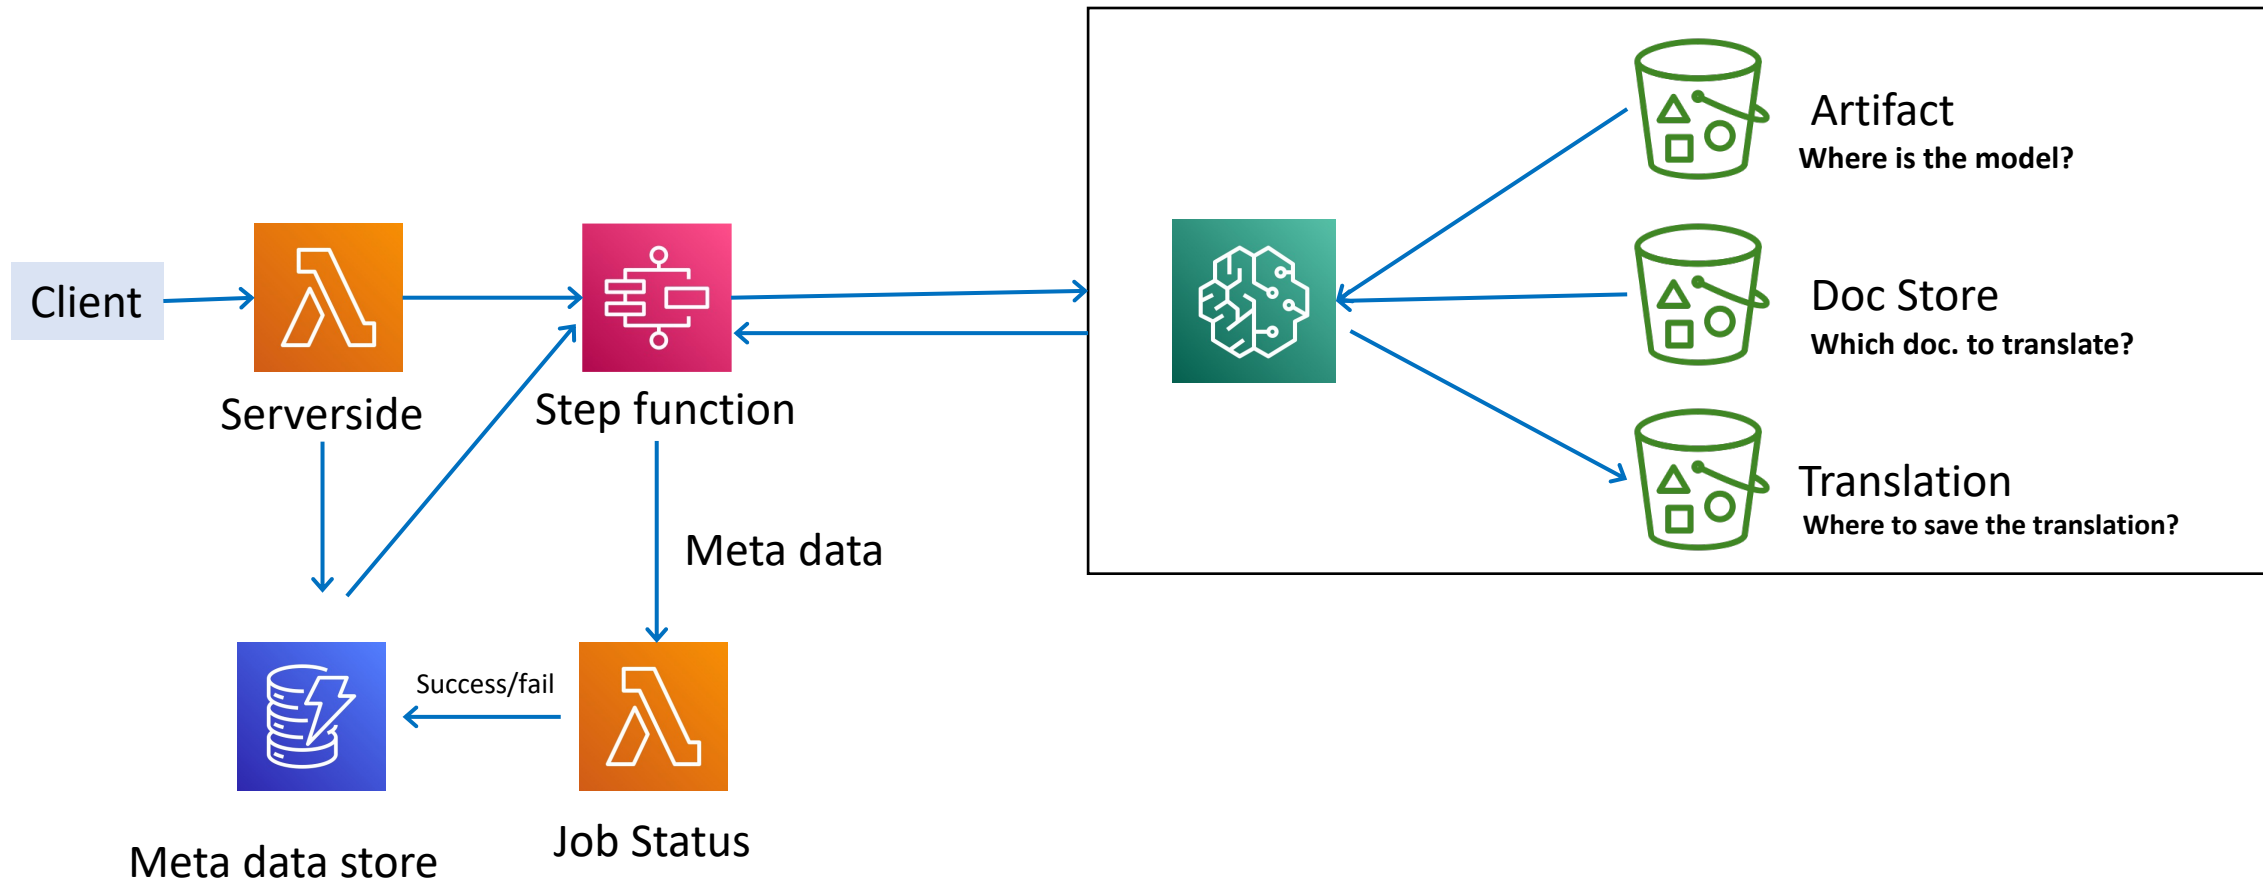 Artifact
Where is the model?
Client
Doc Store
Which doc. to translate?
Serverside
Step function
Translation
Where to save the translation?
Meta data
Success/fail
Job Status
Meta data store